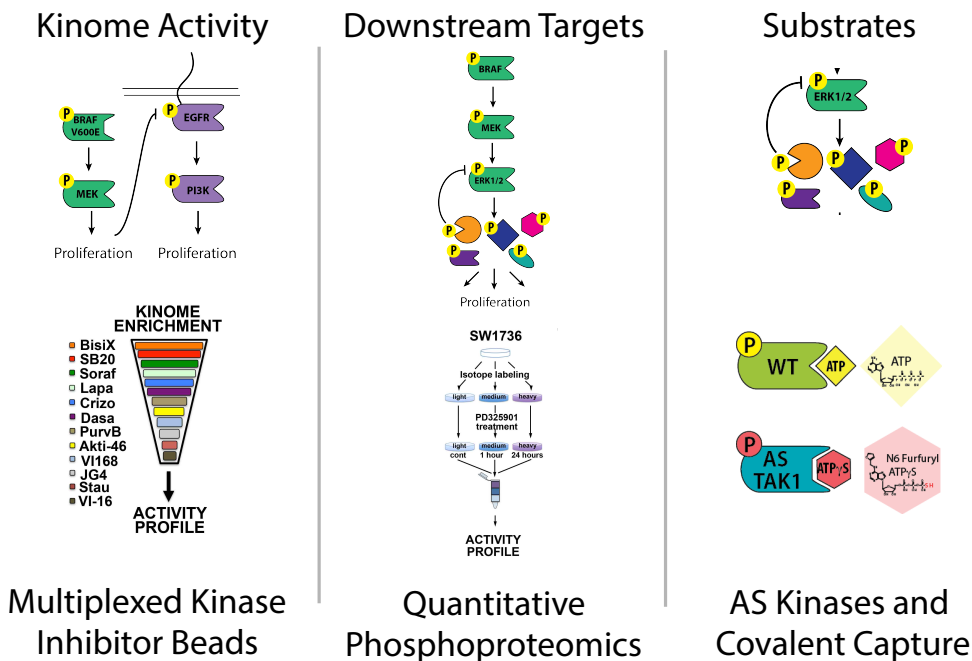 Kinome Activity
P
BRAF
V600E
P
MEK
Proliferation
P
EGFR
P
PI3K
Proliferation
KINOME
ENRICHMENT
BisiX
SB20
Soraf
Lapa
Crizo
Dasa
PurvB
Akti-46
VI168
JG4
Stau
VI-16
ACTIVITY
PROFILE
Multiplexed Kinase
Inhibitor Beads
Downstream Targets
P
BRAF
P
MEK
P
ERK1/2
P
P
P
P
P
Proliferation
SW1736
Isotope labeling
light medium heavy
PD325901
treatment
light medium heavy
cont 1 hour 24 hours
ACTIVITY
PROFILE
Quantitative
Phosphoproteomics
Substrates
P
ERK1/2
P
P
P
P
P
P
WT
ATP
ATP
P
AS
TAK1
ATPγS
N6 Furfuryl
ATPγS
SH
AS Kinases and
Covalent Capture